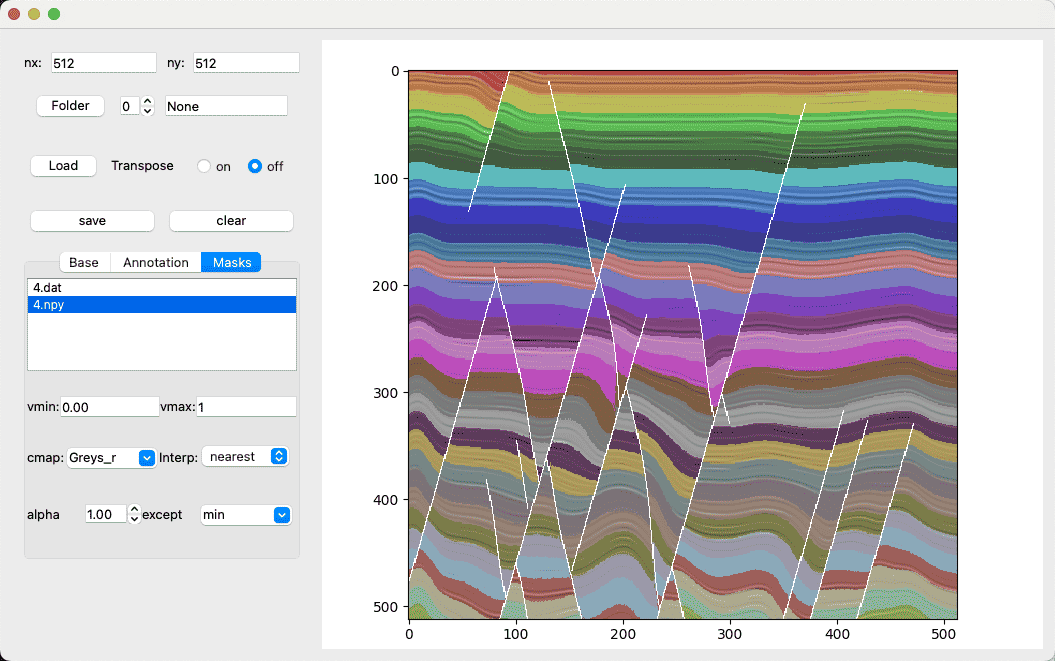 nx: 512 ny: 512
Folder 0 None
Load Transpose on off
save clear
Base Annotation Masks
4.dat
4.npy
vmin: 0.00 vmax: 1
cmap: Greys_r Interp: nearest
alpha 1.00 except min
0
100
200
300
400
500
0 100 200 300 400 500